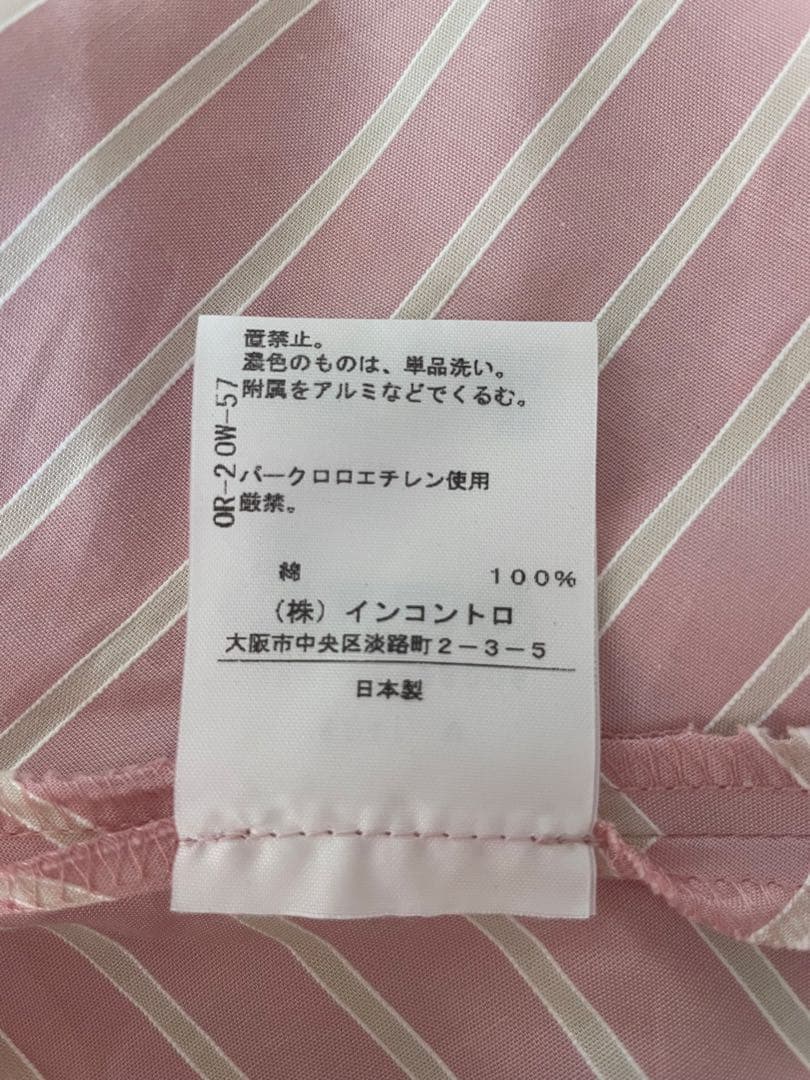 置禁止。
濃色のものは、単品洗い。
附属をアルミなどでくるむ。
OR-20W-57
パークロロエチレン使用
厳禁。
綿 100%
（株）インコントロ
大阪市中央区淡路町2-3-5
日本製